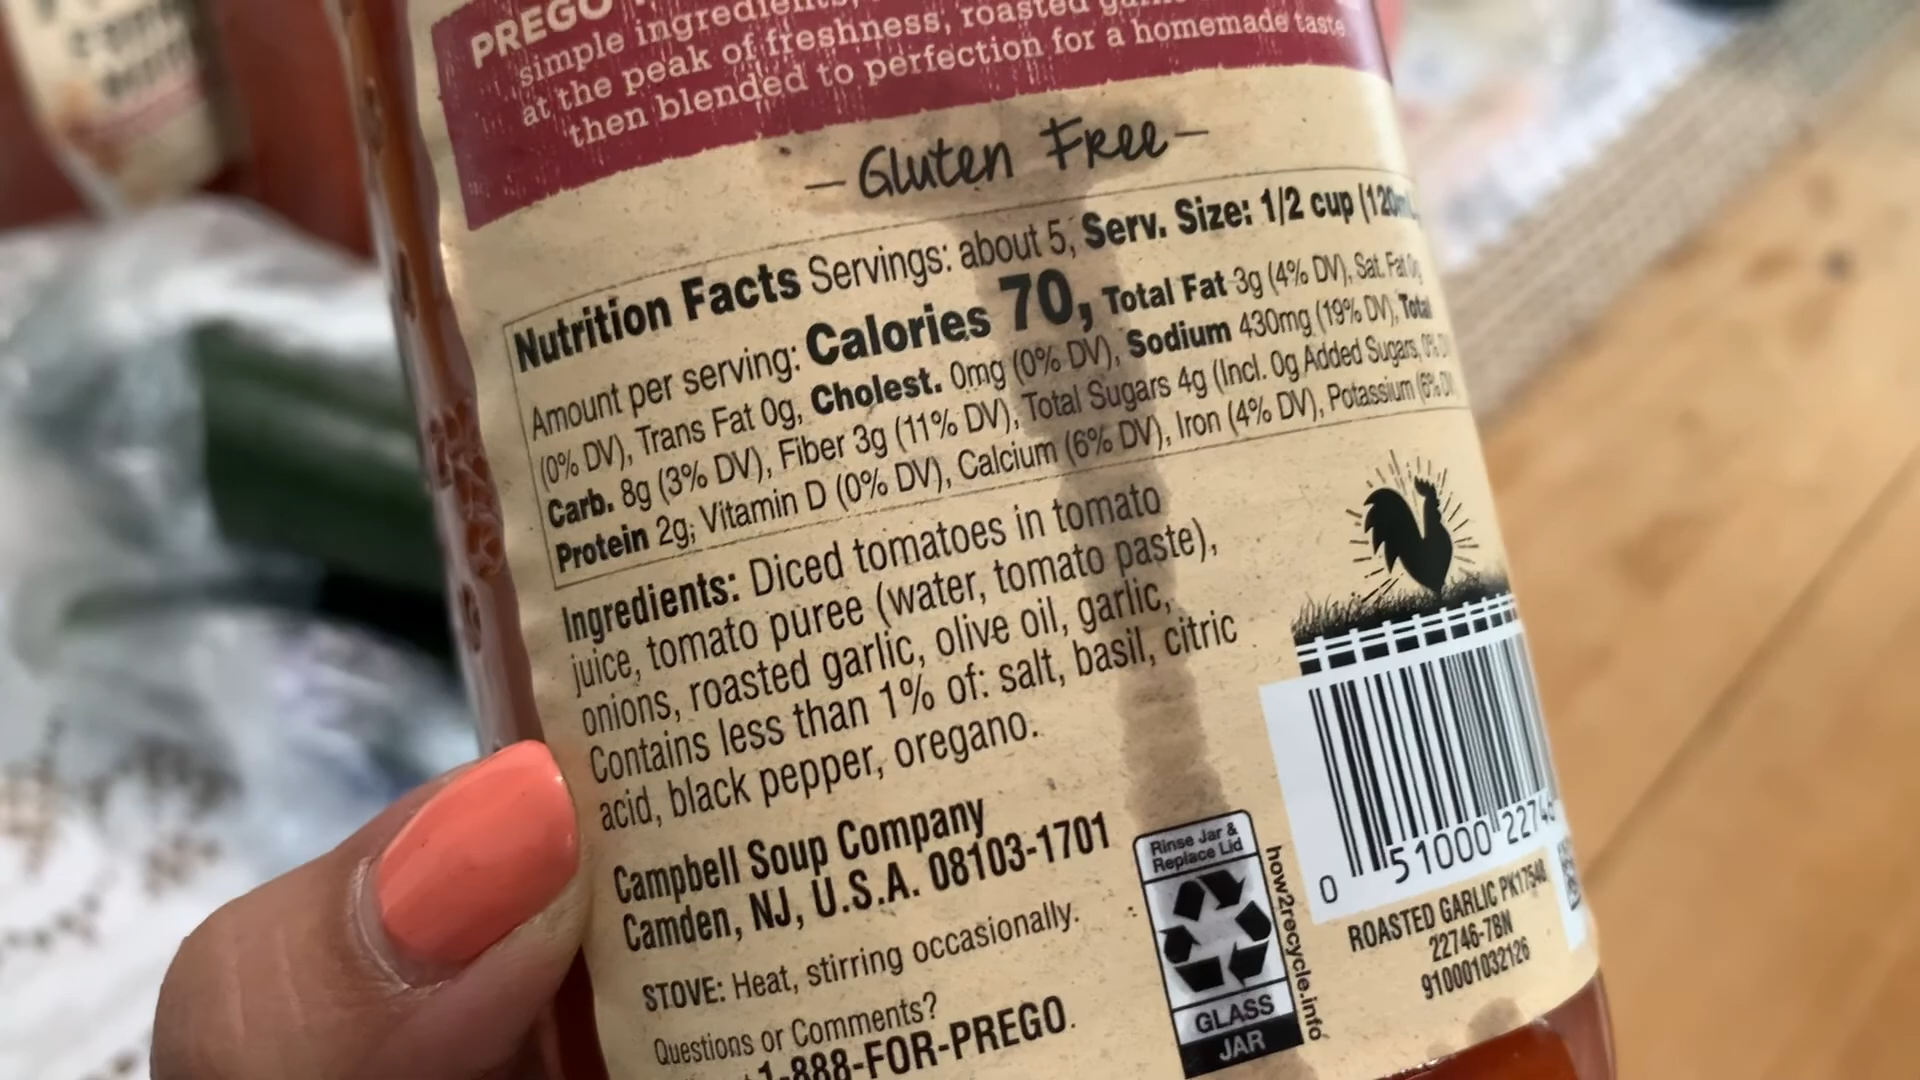 PREGO
simple ingredients,
at the peak of freshness, roasted
then blended to perfection for a homemade taste
— Gluten Free —
Nutrition Facts Servings: about 5, Serv. Size: 1/2 cup (120mL
Amount per serving: Calories 70, Total Fat 3g (4% DV), Sat. Fat 0g
(0% DV), Trans Fat 0g, Cholest. 0mg (0% DV), Sodium 430mg (19% DV), Total
Carb. 8g (3% DV), Fiber 3g (11% DV), Total Sugars 4g (Incl. 0g Added Sugars, 0% DV
Protein 2g, Vitamin D (0% DV), Calcium (6% DV), Iron (4% DV), Potassium (6% DV
Ingredients: Diced tomatoes in tomato
juice, tomato puree (water, tomato paste),
onions, roasted garlic, olive oil, garlic,
Contains less than 1% of: salt, basil, citric
acid, black pepper, oregano.
Campbell Soup Company
Camden, NJ, U.S.A. 08103-1701
STOVE: Heat, stirring occasionally.
Questions or Comments?
1-888-FOR-PREGO.
Rinse Jar &
Replace Lid
GLASS
JAR
how2recycle.info
0 51000 2274
ROASTED GARLIC PK17548
22746-7BN
910001032126